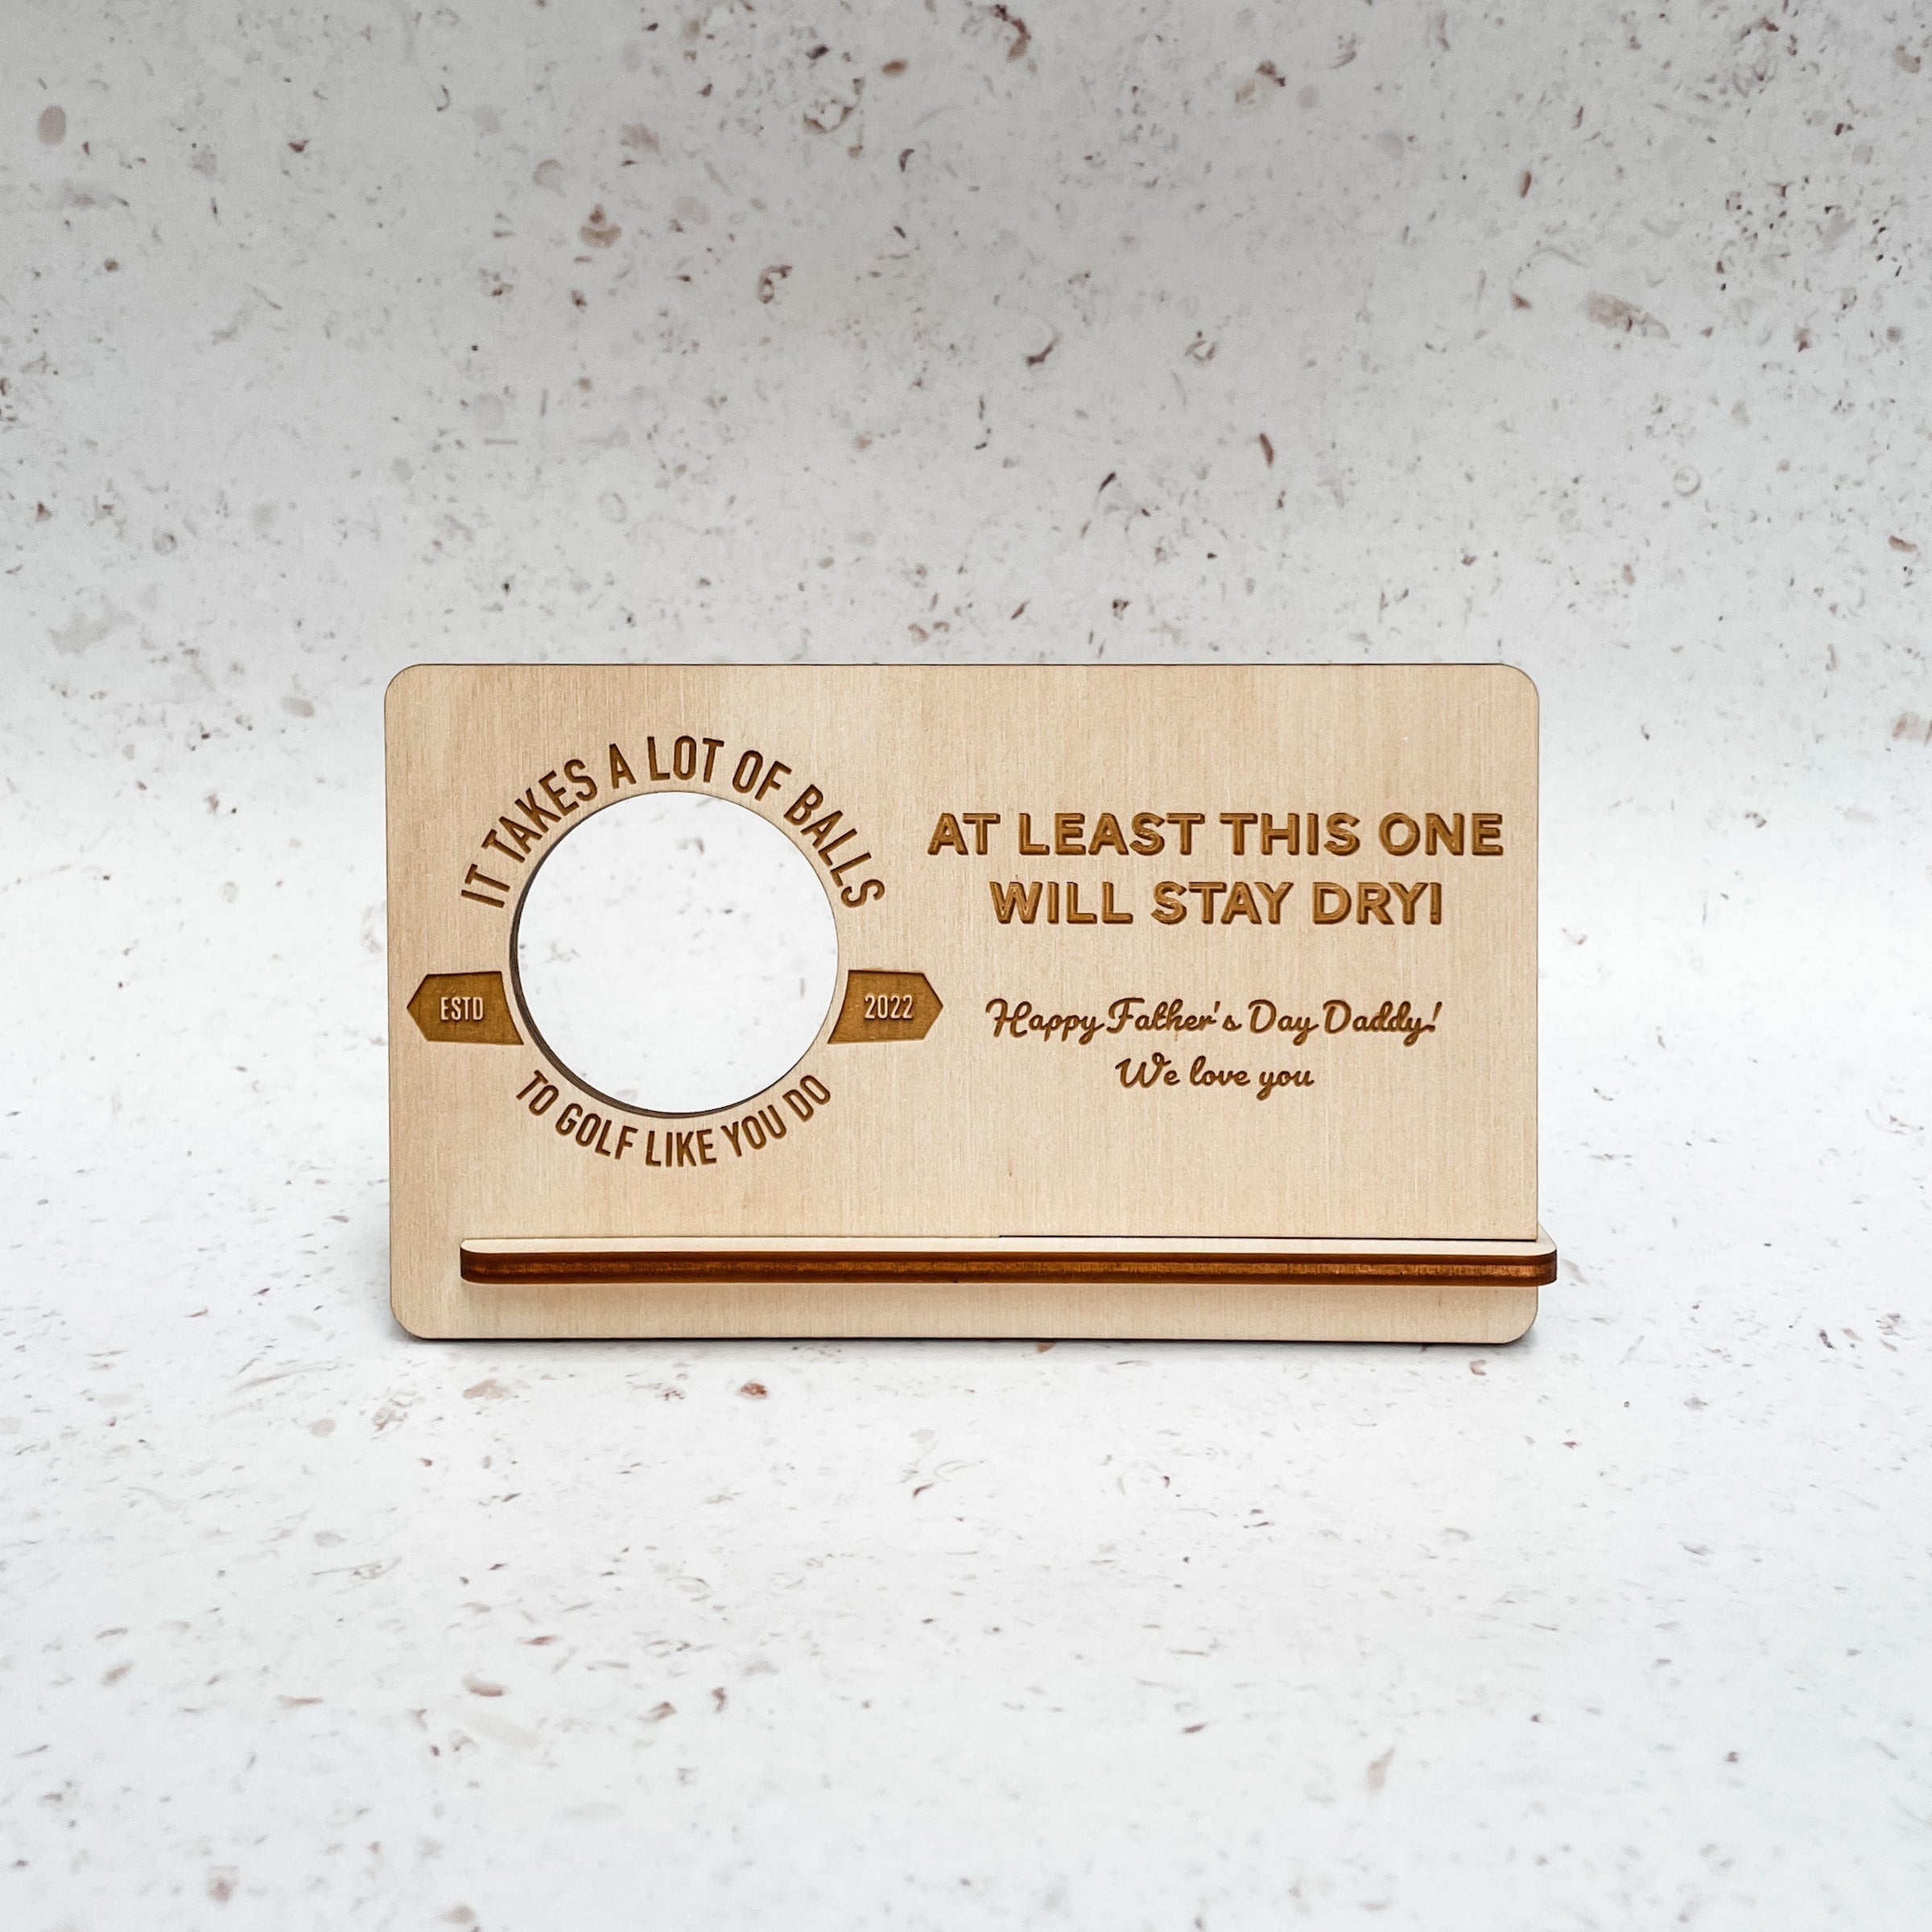 IT TAKES A LOT OF BALLS
ESTD
2022
TO GOLF LIKE YOU DO
AT LEAST THIS ONE
WILL STAY DRY!
Happy Father's Day Daddy!
We love you